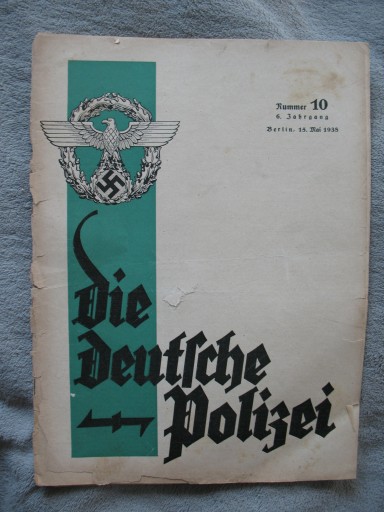 Nummer 10
6. Jahrgang
Berlin, 15. Mai 1938
die
deutsche
Polizei